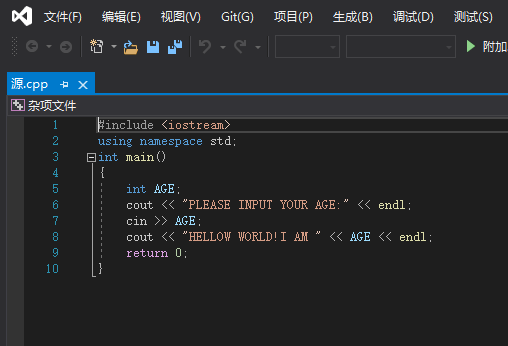 文件(F) 编辑(E) 视图(V) Git(G) 项目(P) 生成(B) 调试(D) 测试(S)
附加
源.cpp
杂项文件
1 #include <iostream>
2 using namespace std;
3 int main()
4 {
5 int AGE;
6 cout << "PLEASE INPUT YOUR AGE:" << endl;
7 cin >> AGE;
8 cout << "HELLOW WORLD!I AM " << AGE << endl;
9 return 0;
10 }